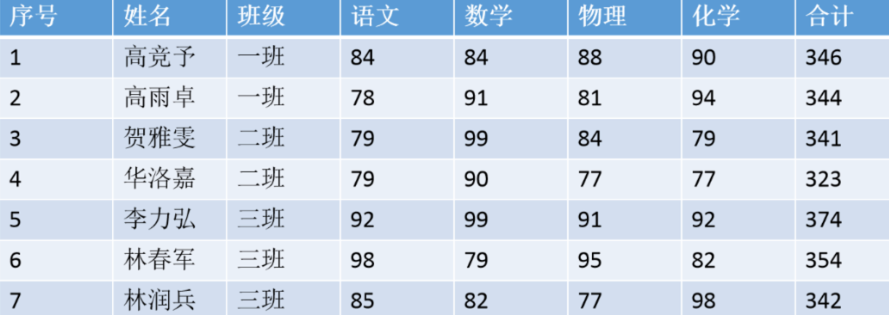 序号 姓名 班级 语文 数学 物理 化学 合计
1 高竞予 一班 84 84 88 90 346
2 高雨卓 一班 78 91 81 94 344
3 贺雅雯 二班 79 99 84 79 341
4 华洛嘉 二班 79 90 77 77 323
5 李力弘 三班 92 99 91 92 374
6 林春军 三班 98 79 95 82 354
7 林润兵 三班 85 82 77 98 342